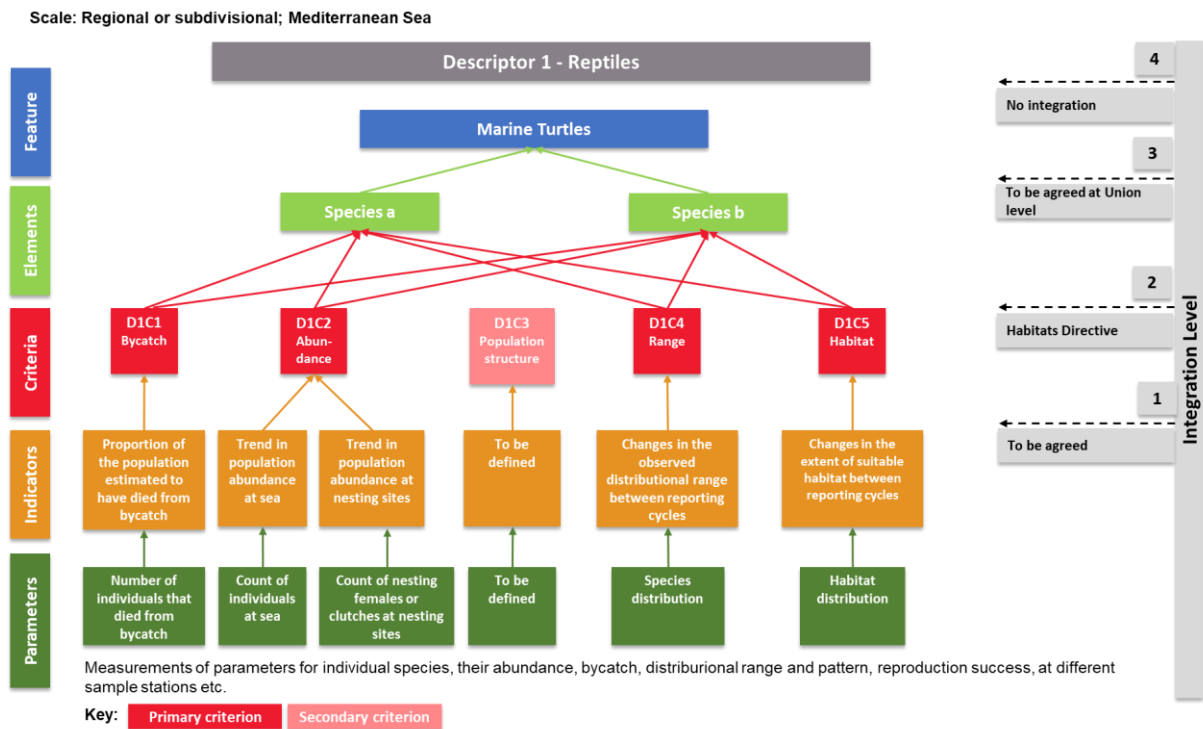 Scale: Regional or subdivisional; Mediterranean Sea
Descriptor 1 - Reptiles
4
No integration
Feature
Marine Turtles
3
To be agreed at Union
level
Elements
Species a
Species b
2
Habitats Directive
Criteria
D1C1
Bycatch
D1C2
Abun-
dance
D1C3
Population
structure
D1C4
Range
D1C5
Habitat
1
To be agreed
Integration Level
Indicators
Proportion of
the population
estimated to
have died from
bycatch
Trend in
population
abundance
at sea
Trend in
population
abundance at
nesting sites
To be
defined
Changes in the
observed
distributional range
between reporting
cycles
Changes in the
extent of suitable
habitat between
reporting cycles
Parameters
Number of
individuals that
died from
bycatch
Count of
individuals
at sea
Count of nesting
females or
clutches at nesting
sites
To be
defined
Species
distribution
Habitat
distribution
Measurements of parameters for individual species, their abundance, bycatch, distriburional range and pattern, reproduction success, at different
sample stations etc.
Key:
Primary criterion
Secondary criterion